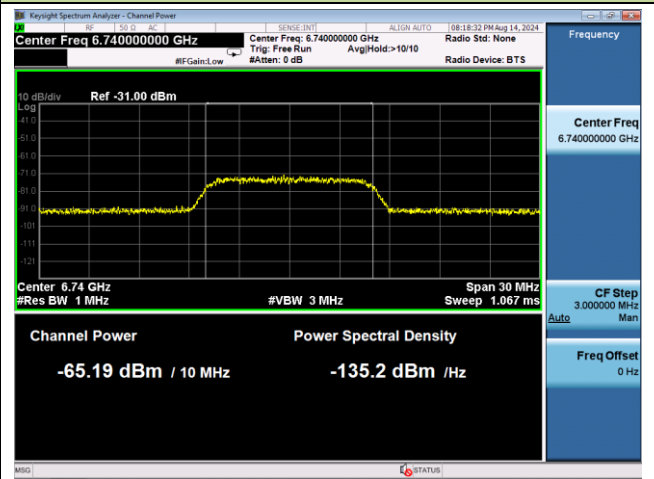 Keysight Spectrum Analyzer - Channel Power
RF 50 Ω AC SENSE:INT ALIGN AUTO 08:18:32 PM Aug 14, 2024
Center Freq 6.740000000 GHz
Center Freq: 6.740000000 GHz
Radio Std: None
Trig: Free Run Avg|Hold:>10/10
#IFGain:Low
#Atten: 0 dB
Radio Device: BTS
Frequency
10 dB/div Ref -31.00 dBm
Log
-41.0
-51.0
-61.0
-71.0
-81.0
-91.0
-101
-111
-121
Center 6.74 GHz
Span 30 MHz
#Res BW 1 MHz
#VBW 3 MHz
Sweep 1.067 ms
Channel Power
Power Spectral Density
-65.19 dBm / 10 MHz
-135.2 dBm /Hz
Center Freq
6.740000000 GHz
CF Step
3.000000 MHz
Auto Man
Freq Offset
0 Hz
MSG
STATUS